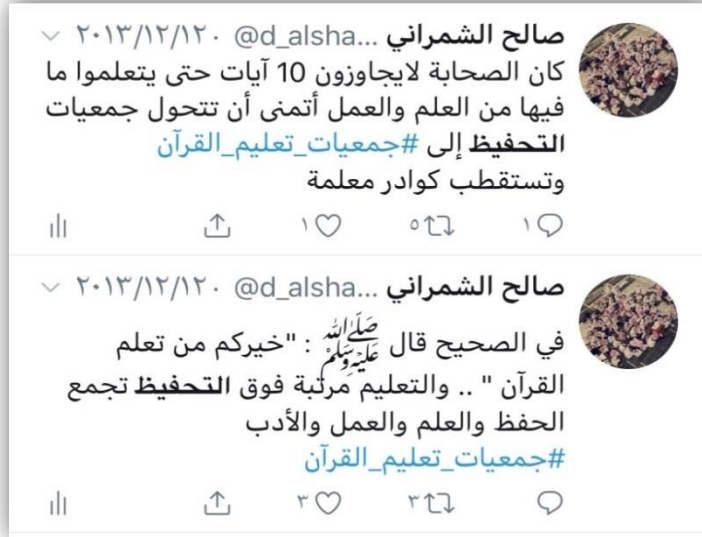 صالح الشمراني @d_alsha... · ٢٠١٣/١٢/١٢
كان الصحابة لايجاوزون 10 آيات حتى يتعلموا ما
فيها من العلم والعمل أتمنى أن تتحول جمعيات
التحفيظ إلى #جمعيات_تعليم_القرآن
وتستقطب كوادر معلمة
١ ٥ ١
صالح الشمراني @d_alsha... · ٢٠١٣/١٢/١٢
في الصحيح قال ﷺ : "خيركم من تعلم
القرآن " .. والتعليم مرتبة فوق التحفيظ تجمع
الحفظ والعلم والعمل والأدب
#جمعيات_تعليم_القرآن
٣ ٣